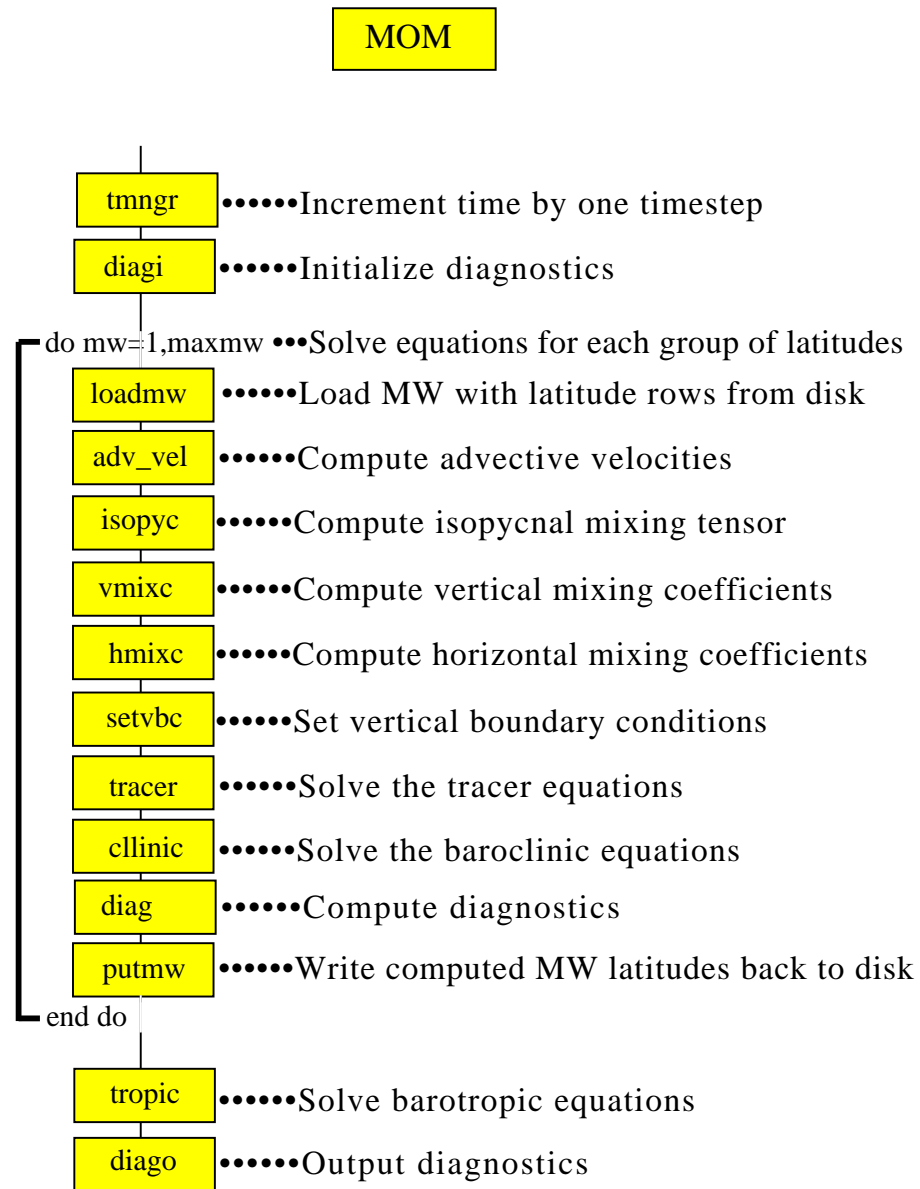 MOM
tmngr ••••••Increment time by one timestep
diagi ••••••Initialize diagnostics
do mw=1,maxmw •••Solve equations for each group of latitudes
loadmw ••••••Load MW with latitude rows from disk
adv_vel ••••••Compute advective velocities
isopyc ••••••Compute isopycnal mixing tensor
vmixc ••••••Compute vertical mixing coefficients
hmixc ••••••Compute horizontal mixing coefficients
setvbc ••••••Set vertical boundary conditions
tracer ••••••Solve the tracer equations
cllinic ••••••Solve the baroclinic equations
diag ••••••Compute diagnostics
putmw ••••••Write computed MW latitudes back to disk
end do
tropic ••••••Solve barotropic equations
diago ••••••Output diagnostics